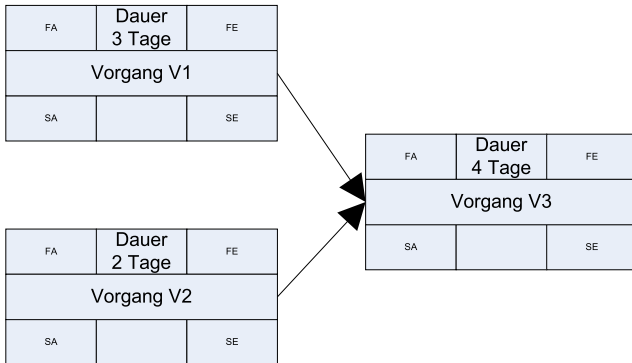 FA Dauer 3 Tage FE
Vorgang V1
SA SE
FA Dauer 4 Tage FE
Vorgang V3
SA SE
FA Dauer 2 Tage FE
Vorgang V2
SA SE